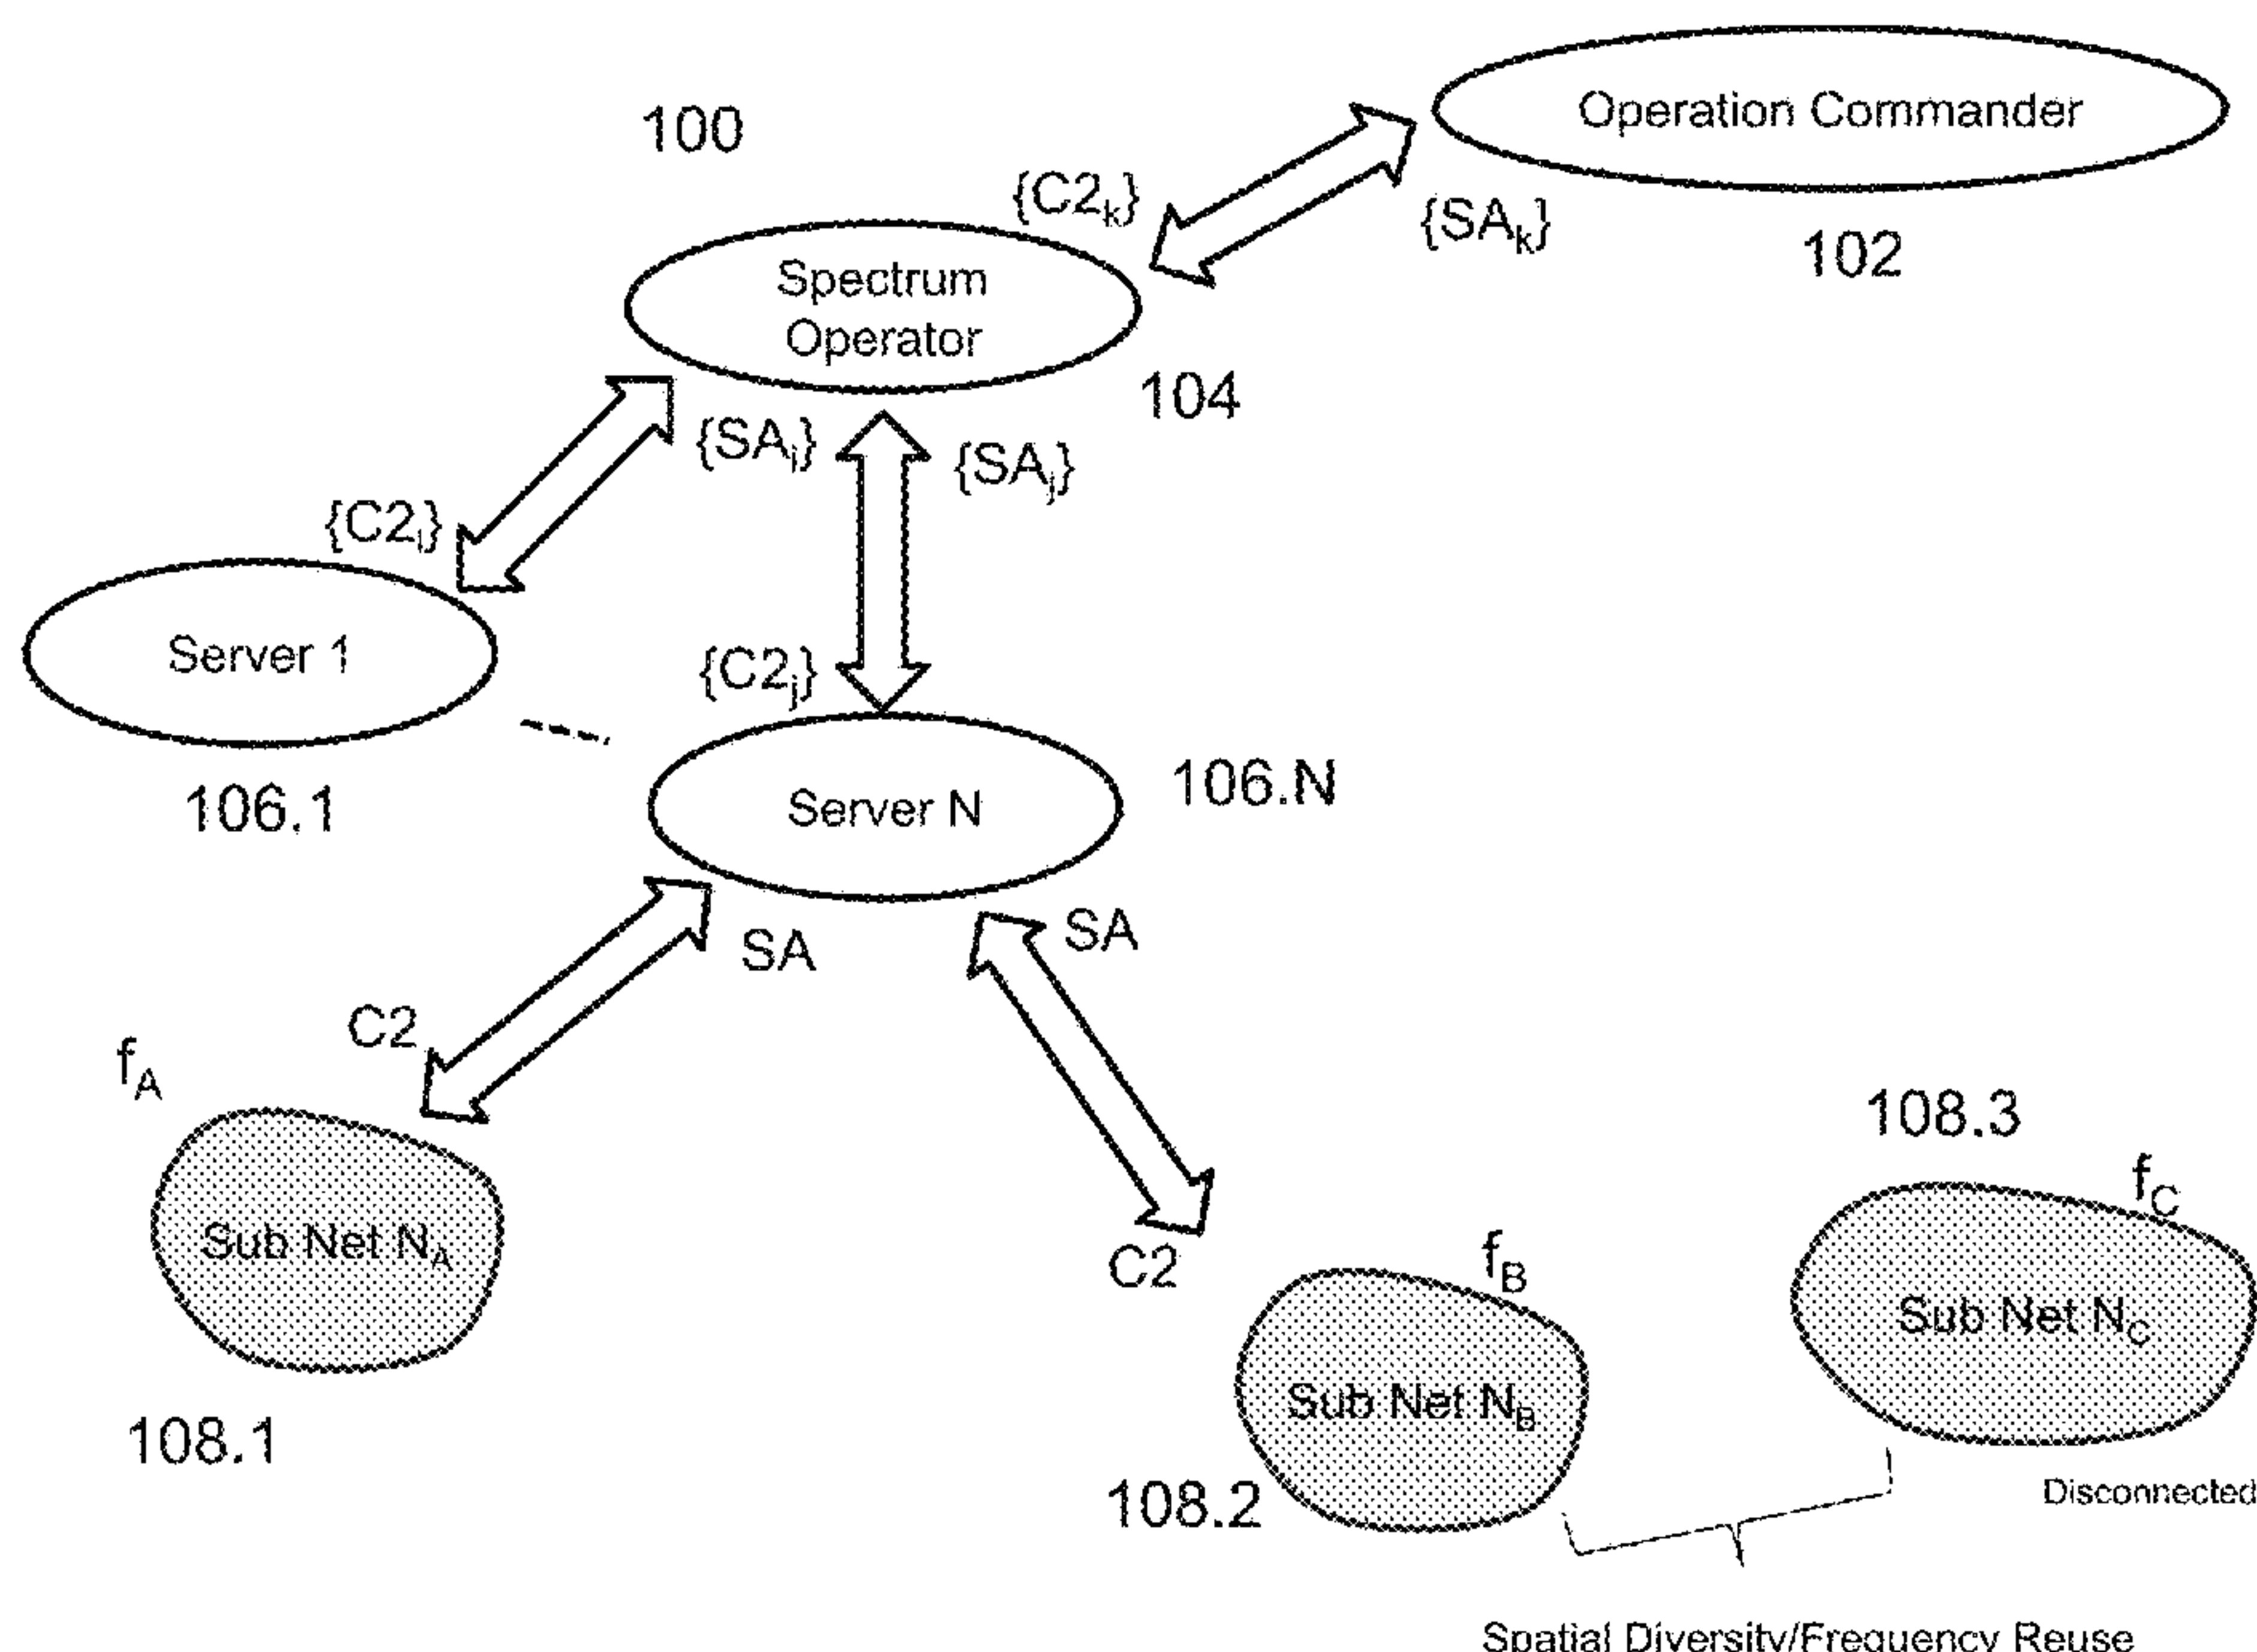 100
Operation Commander
{C2k}
{SAk}
102
Spectrum
Operator
104
{SAi}
{SAj}
{C2i}
Server 1
{C2j}
106.1
Server N
106.N
SA
SA
C2
fA
C2
108.3
fC
fB
Sub Net NA
Sub Net NC
Sub Net NB
108.1
108.2
Disconnected
Spatial Diversity/Frequency Reuse